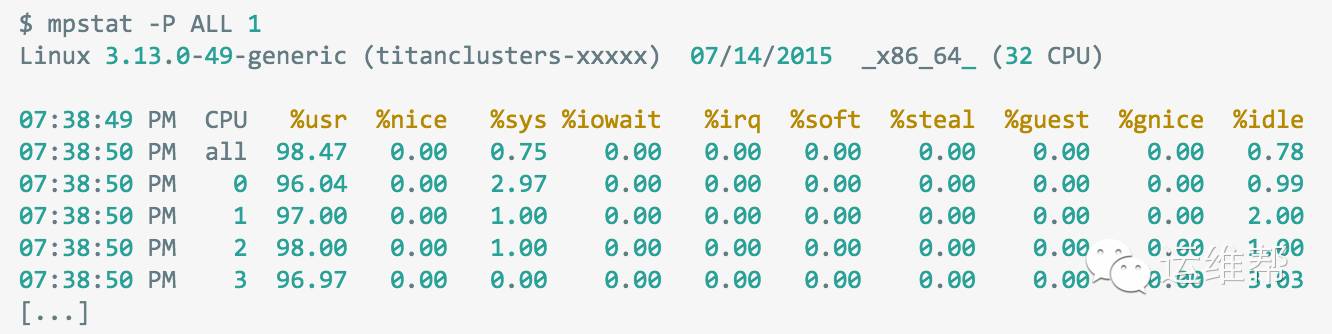 $ mpstat -P ALL 1
Linux 3.13.0-49-generic (titanclusters-xxxxx)  07/14/2015  _x86_64_ (32 CPU)
07:38:49 PM  CPU  %usr  %nice  %sys %iowait  %irq  %soft  %steal  %guest  %gnice  %idle
07:38:50 PM  all  98.47  0.00  0.75  0.00  0.00  0.00  0.00  0.00  0.00  0.78
07:38:50 PM  0  96.04  0.00  2.97  0.00  0.00  0.00  0.00  0.00  0.00  0.99
07:38:50 PM  1  97.00  0.00  1.00  0.00  0.00  0.00  0.00  0.00  0.00  2.00
07:38:50 PM  2  98.00  0.00  1.00  0.00  0.00  0.00  0.00  0.00  0.00  1.00
07:38:50 PM  3  96.97  0.00  0.00  0.00  0.00  0.00  0.00  0.00  0.00  3.03
[...]
运维帮